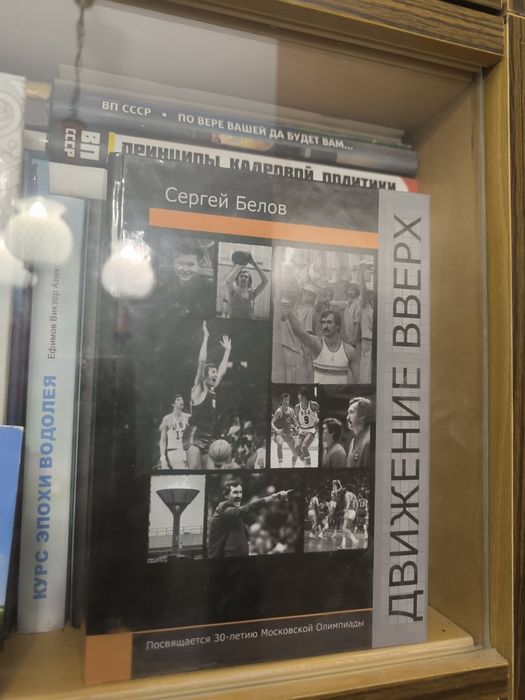 ВП СССР • ПО ВЕРЕ ВАШЕЙ ДА БУДЕТ ВАМ...
ВП
СССР
ПРИНЦИПЫ КАДРОВОЙ ПОЛИТИКИ
Сергей Белов
ДВИЖЕНИЕ ВВЕРХ
Посвящается 30-летию Московской Олимпиады
КУРС ЭПОХИ ВОДОЛЕЯ
Ефимов Виктор